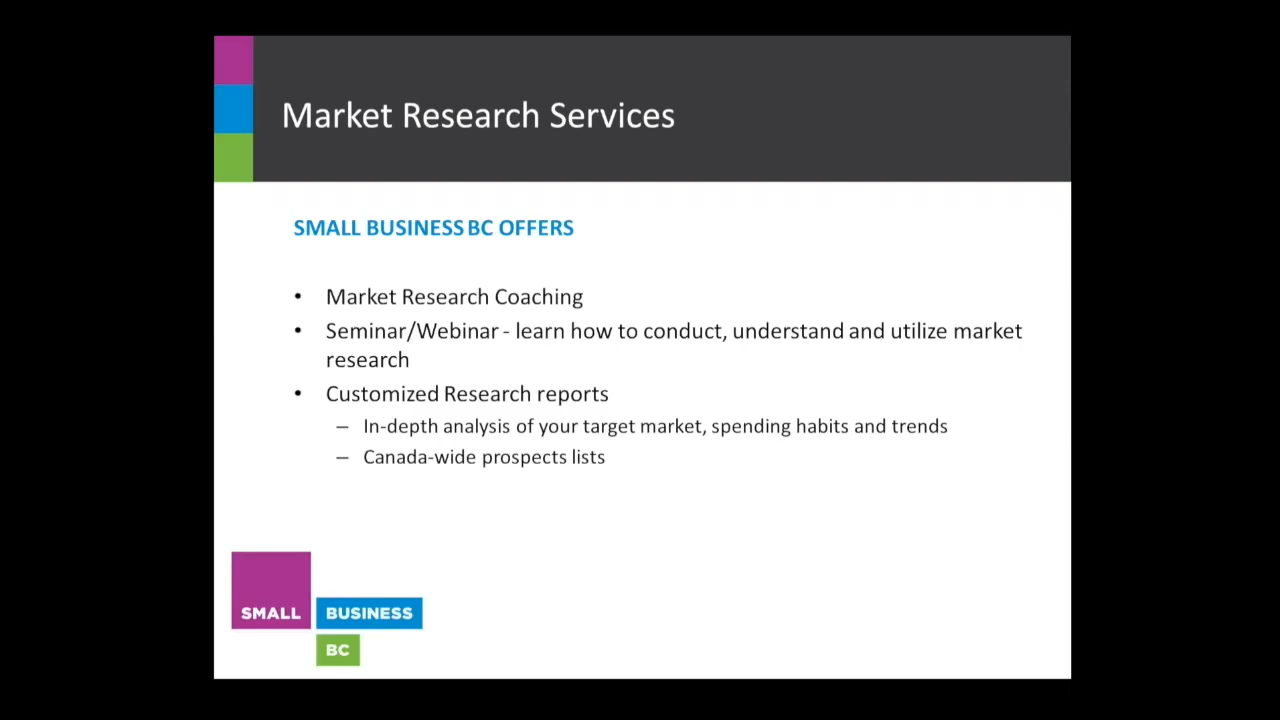 Market Research Services
SMALL BUSINESS BC OFFERS
• Market Research Coaching
• Seminar/Webinar - learn how to conduct, understand and utilize market
research
• Customized Research reports
– In-depth analysis of your target market, spending habits and trends
– Canada-wide prospects lists
SMALL BUSINESS
BC